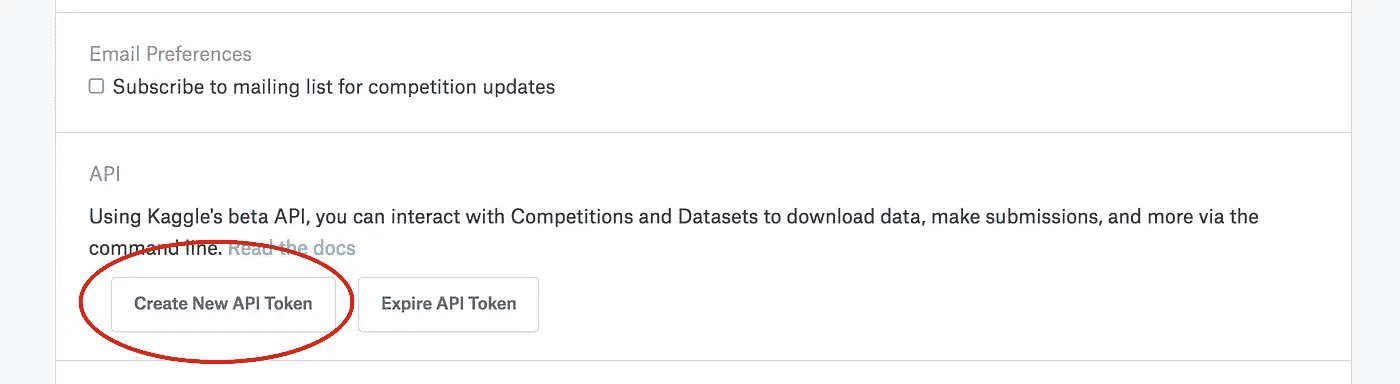 Email Preferences
Subscribe to mailing list for competition updates
API
Using Kaggle's beta API, you can interact with Competitions and Datasets to download data, make submissions, and more via the
command line. Read the docs
Create New API Token Expire API Token